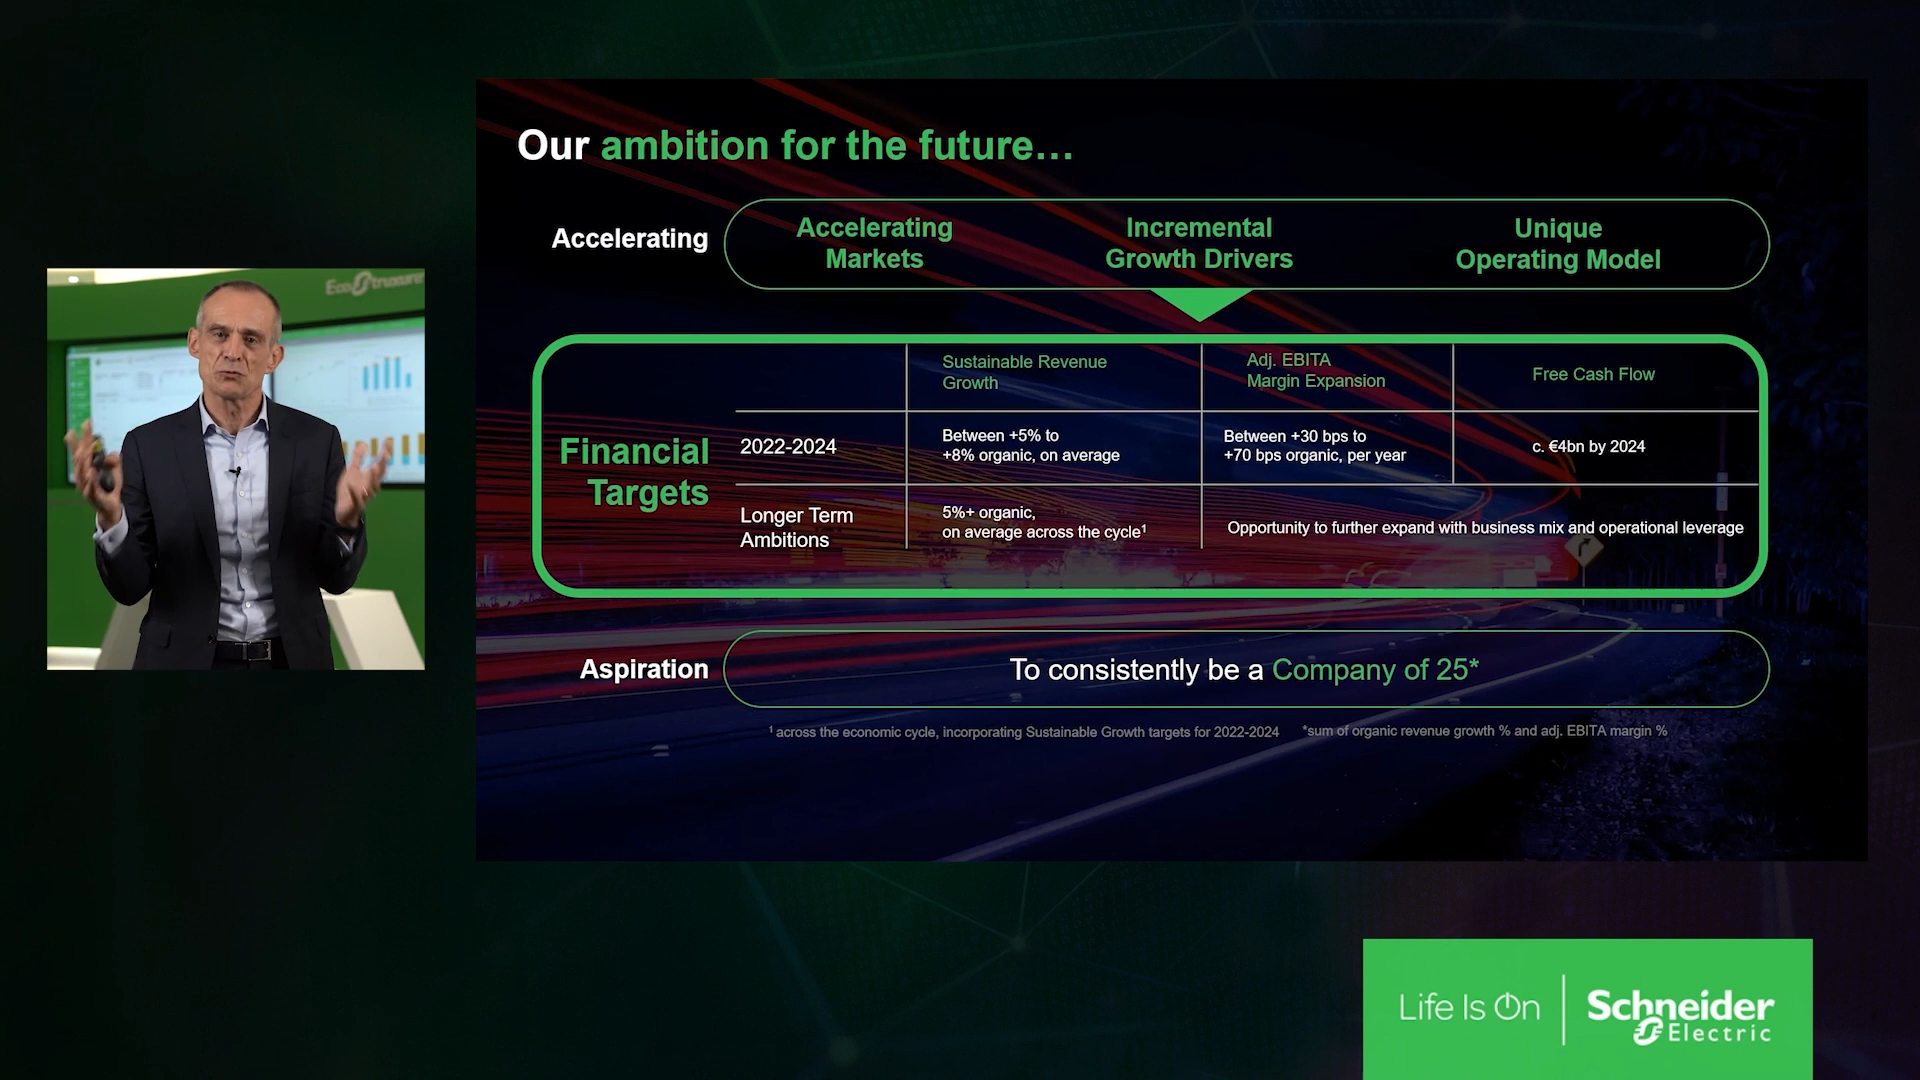 Our ambition for the future…
Accelerating
Accelerating
Markets
Incremental
Growth Drivers
Unique
Operating Model
Financial
Targets
Sustainable Revenue
Growth
Adj. EBITA
Margin Expansion
Free Cash Flow
2022-2024
Between +5% to
+8% organic, on average
Between +30 bps to
+70 bps organic, per year
c. €4bn by 2024
Longer Term
Ambitions
5%+ organic,
on average across the cycle¹
Opportunity to further expand with business mix and operational leverage
Aspiration
To consistently be a Company of 25*
¹ across the economic cycle, incorporating Sustainable Growth targets for 2022-2024
*sum of organic revenue growth % and adj. EBITA margin %
EcoStruxure
Life Is On
Schneider
Electric